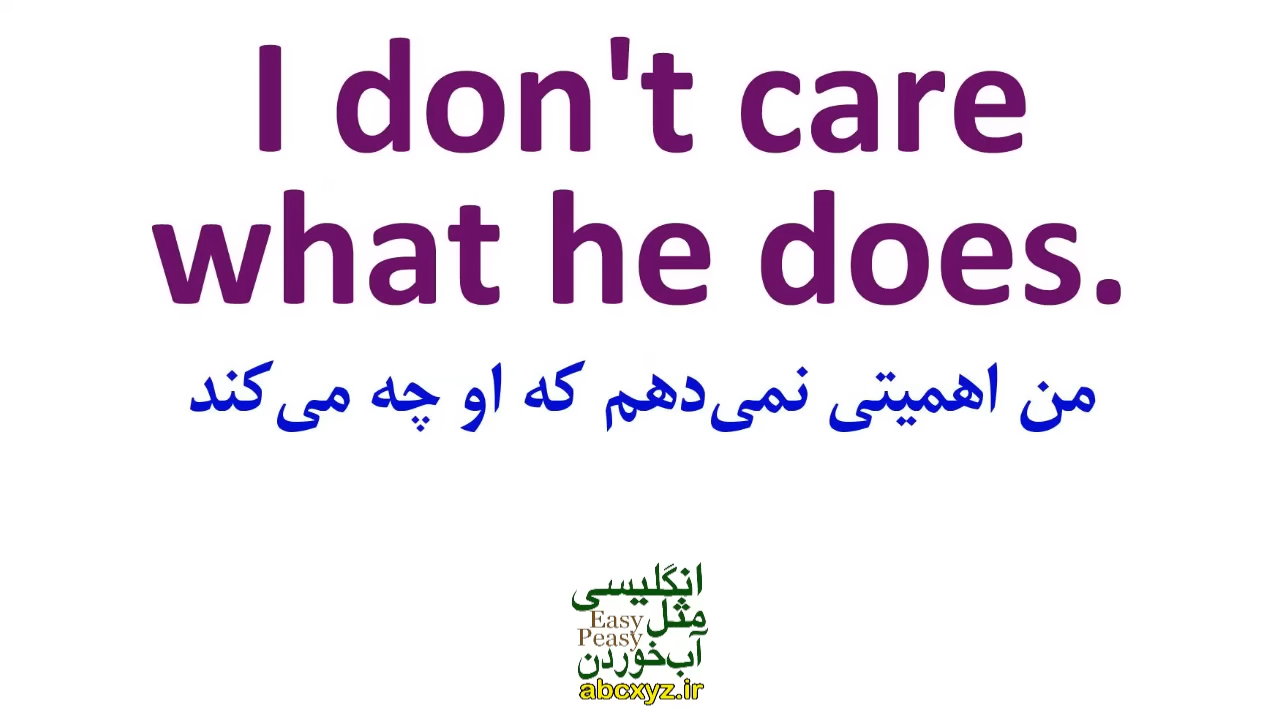 I don't care
what he does.
من اهمیتی نمی‌دهم که او چه می‌کند
انگلیسی
مثل
Easy
Peasy
آب‌خوردن
abcxyz.ir